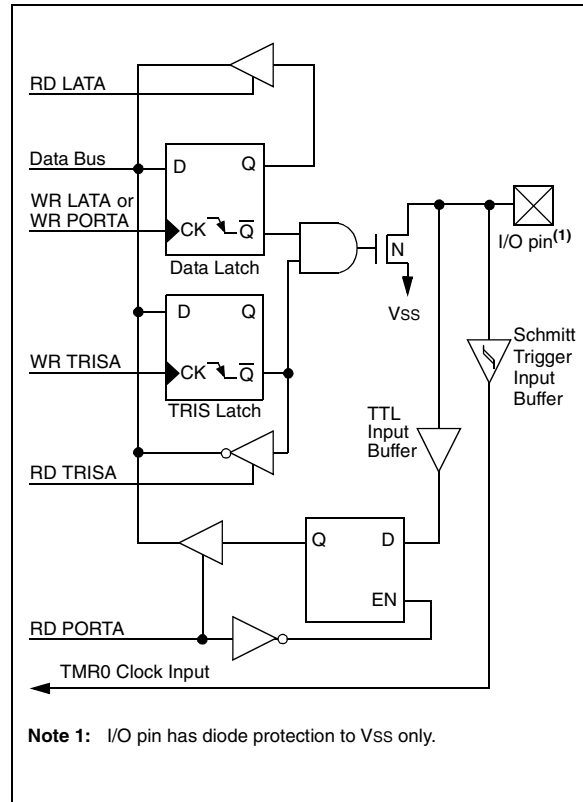 RD LATA
Data Bus
D Q
WR LATA or
WR PORTA
CK Q̅
Data Latch
N
I/O pin(1)
VSS
D Q
WR TRISA
CK Q̅
TRIS Latch
Schmitt
Trigger
Input
Buffer
TTL
Input
Buffer
RD TRISA
Q D
EN
RD PORTA
TMR0 Clock Input
Note 1: I/O pin has diode protection to VSS only.